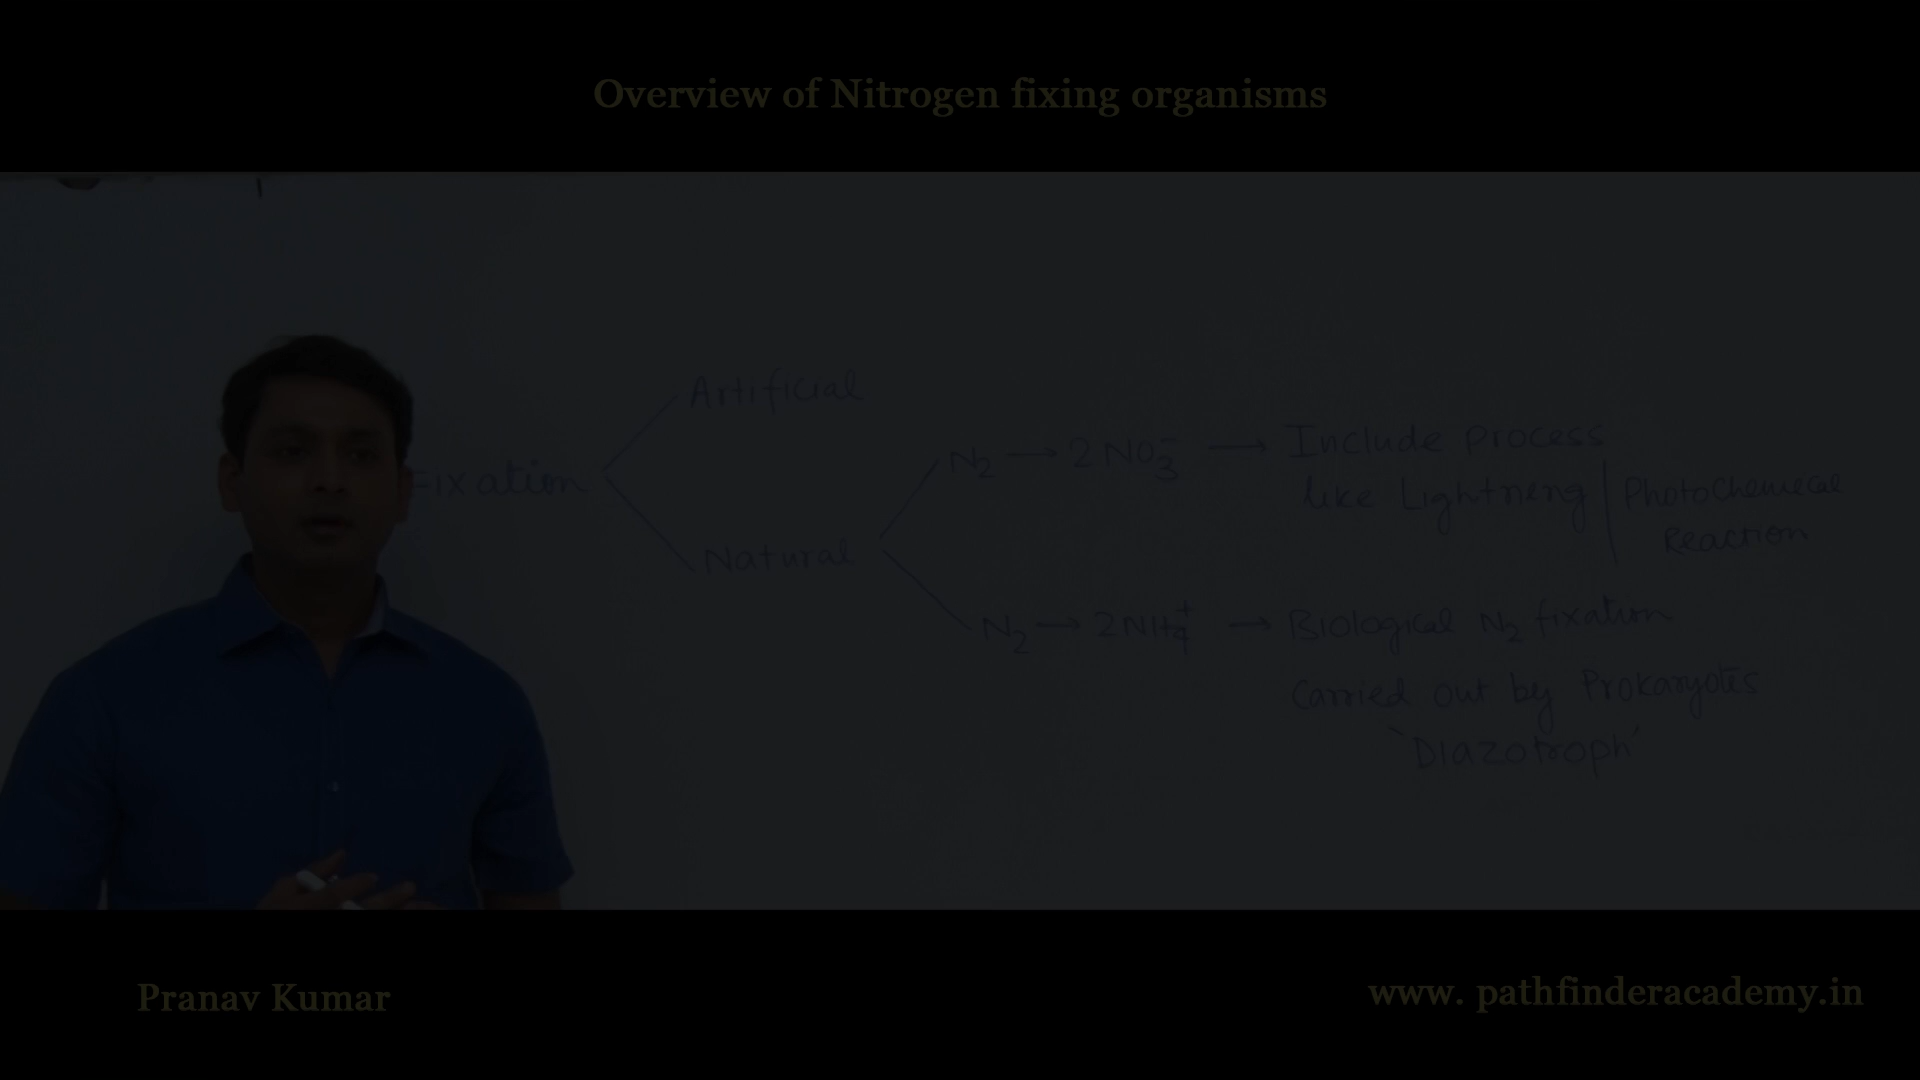 Overview of Nitrogen fixing organisms
Artificial
Fixation
Natural
N2 → 2NO3- → Include process
like Lightning | Photochemical
Reaction
N2 → 2NH4+ → Biological N2 fixation
Carried out by Prokaryotes
`Diazotroph'
Pranav Kumar
www. pathfinderacademy.in